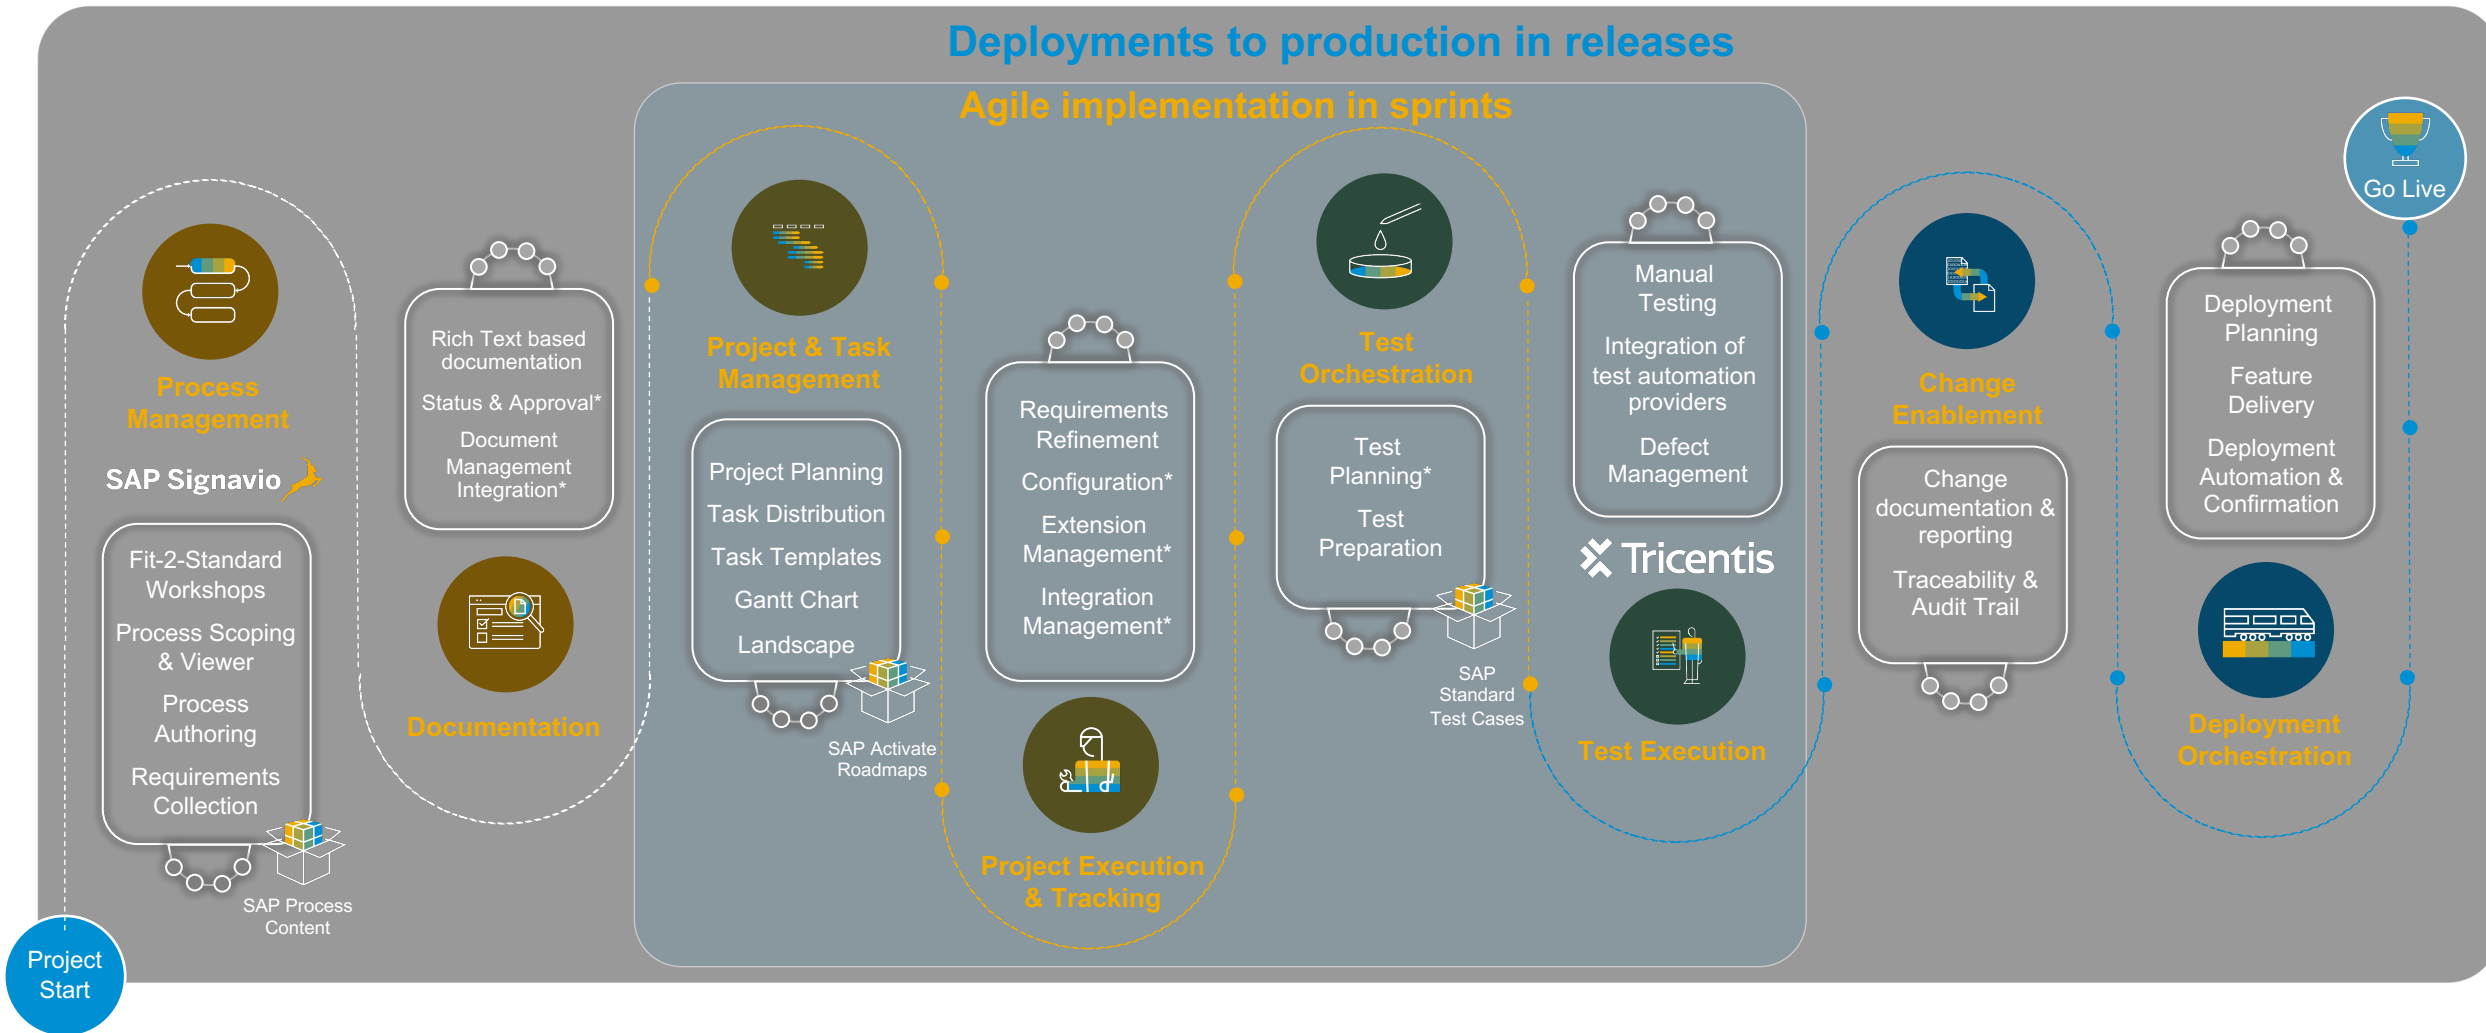 Deployments to production in releases
Agile implementation in sprints
Project
Start
Process
Management
SAP Signavio
Fit-2-Standard
Workshops
Process Scoping
& Viewer
Process
Authoring
Requirements
Collection
SAP Process
Content
Rich Text based
documentation
Status & Approval*
Document
Management
Integration*
Documentation
Project & Task
Management
Project Planning
Task Distribution
Task Templates
Gantt Chart
Landscape
SAP Activate
Roadmaps
Requirements
Refinement
Configuration*
Extension
Management*
Integration
Management*
Project Execution
& Tracking
Test
Orchestration
Test
Planning*
Test
Preparation
SAP
Standard
Test Cases
Manual
Testing
Integration of
test automation
providers
Defect
Management
Tricentis
Test Execution
Change
Enablement
Change
documentation &
reporting
Traceability &
Audit Trail
Deployment
Planning
Feature
Delivery
Deployment
Automation &
Confirmation
Deployment
Orchestration
Go Live